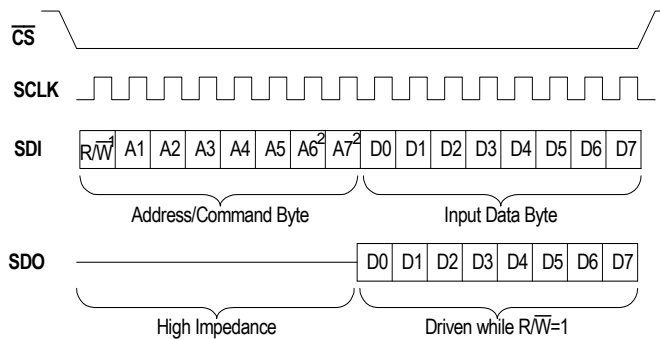 CS
SCLK
SDI R/W1 A1 A2 A3 A4 A5 A62 A72 D0 D1 D2 D3 D4 D5 D6 D7
Address/Command Byte Input Data Byte
SDO D0 D1 D2 D3 D4 D5 D6 D7
High Impedance Driven while R/W=1